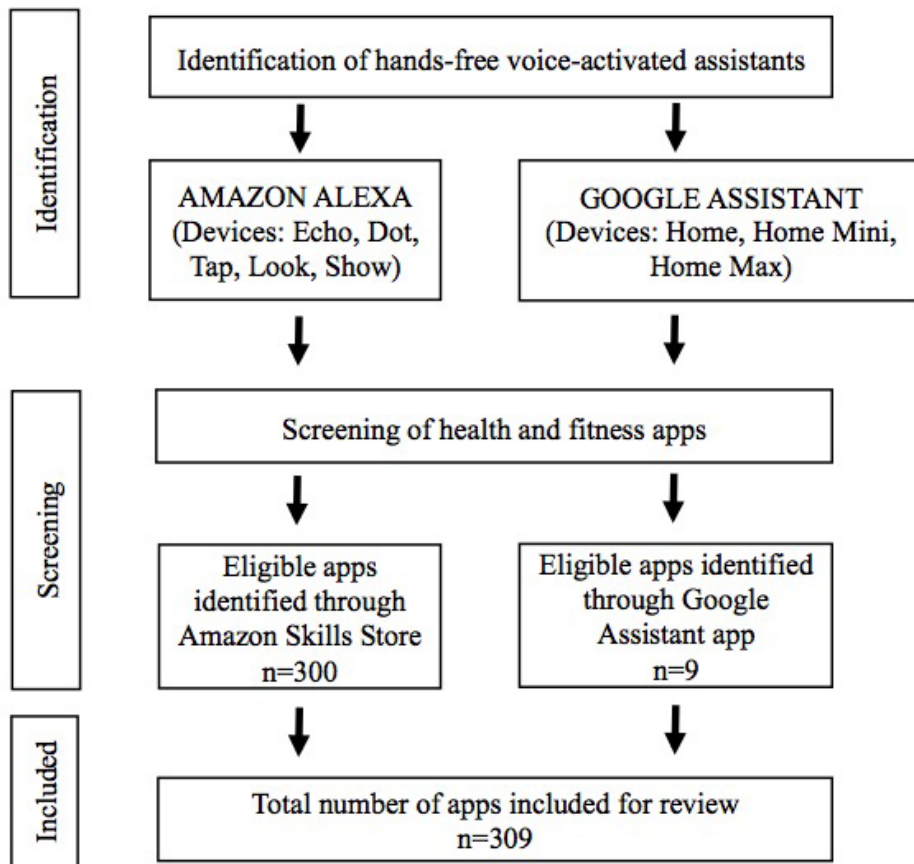 Identification
Identification of hands-free voice-activated assistants
AMAZON ALEXA
(Devices: Echo, Dot,
Tap, Look, Show)
GOOGLE ASSISTANT
(Devices: Home, Home Mini,
Home Max)
Screening
Screening of health and fitness apps
Eligible apps
identified through
Amazon Skills Store
n=300
Eligible apps identified
through Google
Assistant app
n=9
Included
Total number of apps included for review
n=309